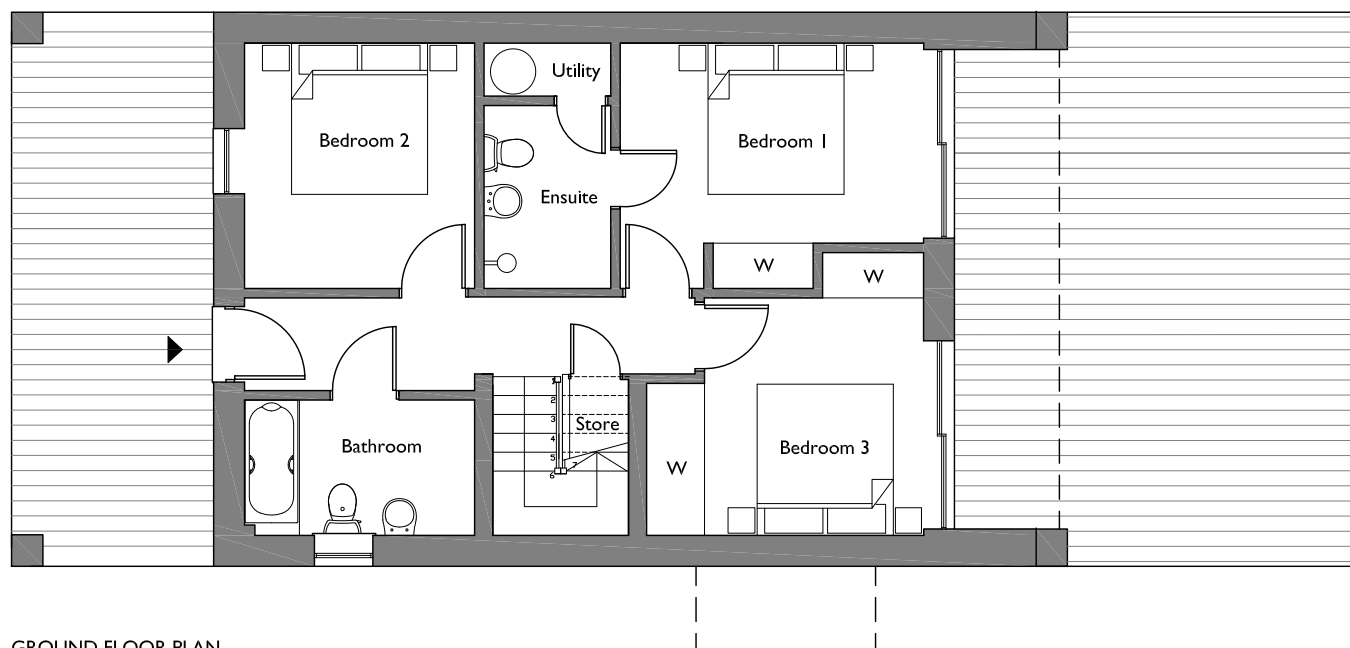 Utility
Bedroom 2
Bedroom 1
Ensuite
W
W
1
2
3
4
5
6
7
Store
Bathroom
Bedroom 3
W
GROUND FLOOR PLAN